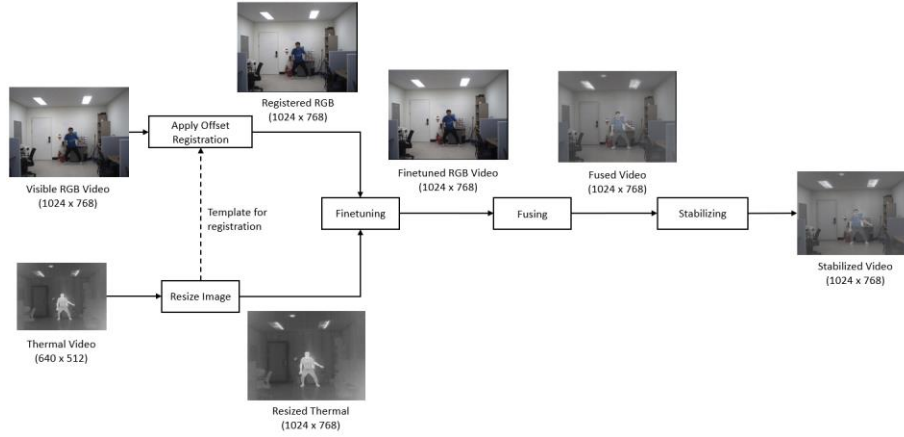 Registered RGB
(1024 x 768)
Apply Offset
Registration
Visible RGB Video
(1024 x 768)
Finetuned RGB Video
(1024 x 768)
Fused Video
(1024 x 768)
Template for
registration
Finetuning
Fusing
Stabilizing
Stabilized Video
(1024 x 768)
Resize Image
Thermal Video
(640 x 512)
Resized Thermal
(1024 x 768)